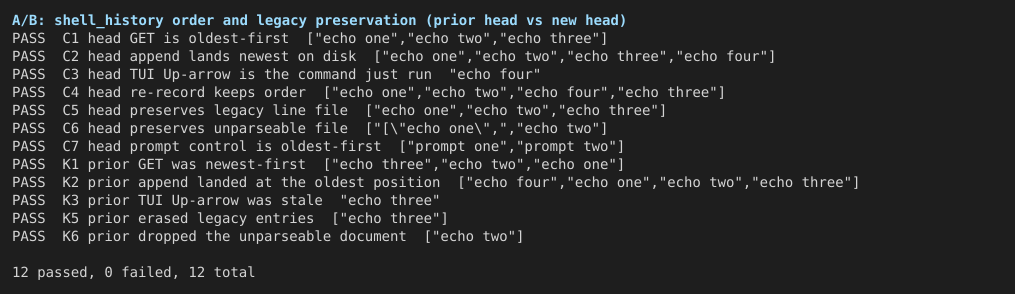 A/B: shell_history order and legacy preservation (prior head vs new head)
PASS  C1 head GET is oldest-first  ["echo one","echo two","echo three"]
PASS  C2 head append lands newest on disk  ["echo one","echo two","echo three","echo four"]
PASS  C3 head TUI Up-arrow is the command just run  "echo four"
PASS  C4 head re-record keeps order  ["echo one","echo two","echo four","echo three"]
PASS  C5 head preserves legacy line file  ["echo one","echo two","echo three"]
PASS  C6 head preserves unparseable file  ["[\"echo one\",","echo two"]
PASS  C7 head prompt control is oldest-first  ["prompt one","prompt two"]
PASS  K1 prior GET was newest-first  ["echo three","echo two","echo one"]
PASS  K2 prior append landed at the oldest position  ["echo four","echo one","echo two","echo three"]
PASS  K3 prior TUI Up-arrow was stale  "echo three"
PASS  K5 prior erased legacy entries  ["echo three"]
PASS  K6 prior dropped the unparseable document  ["echo two"]
12 passed, 0 failed, 12 total